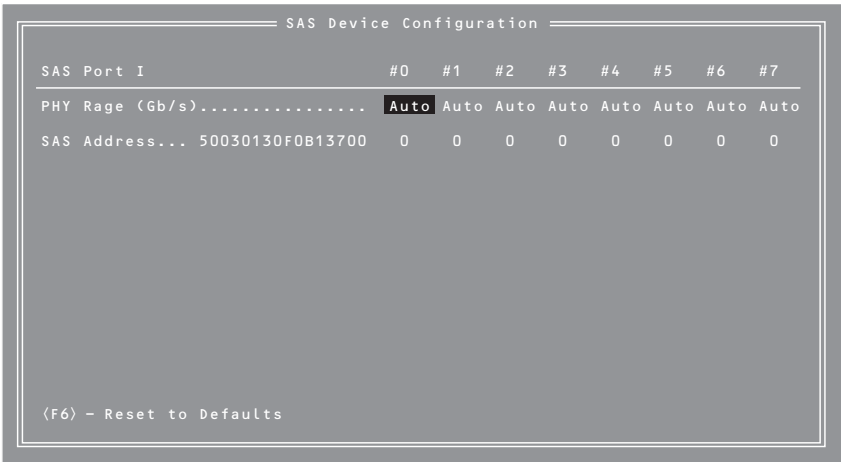 SAS Device Configuration
SAS Port I #0 #1 #2 #3 #4 #5 #6 #7
PHY Rage (Gb/s)................ Auto Auto Auto Auto Auto Auto Auto Auto
SAS Address... 50030130F0B13700 0 0 0 0 0 0 0 0
〈F6〉 – Reset to Defaults